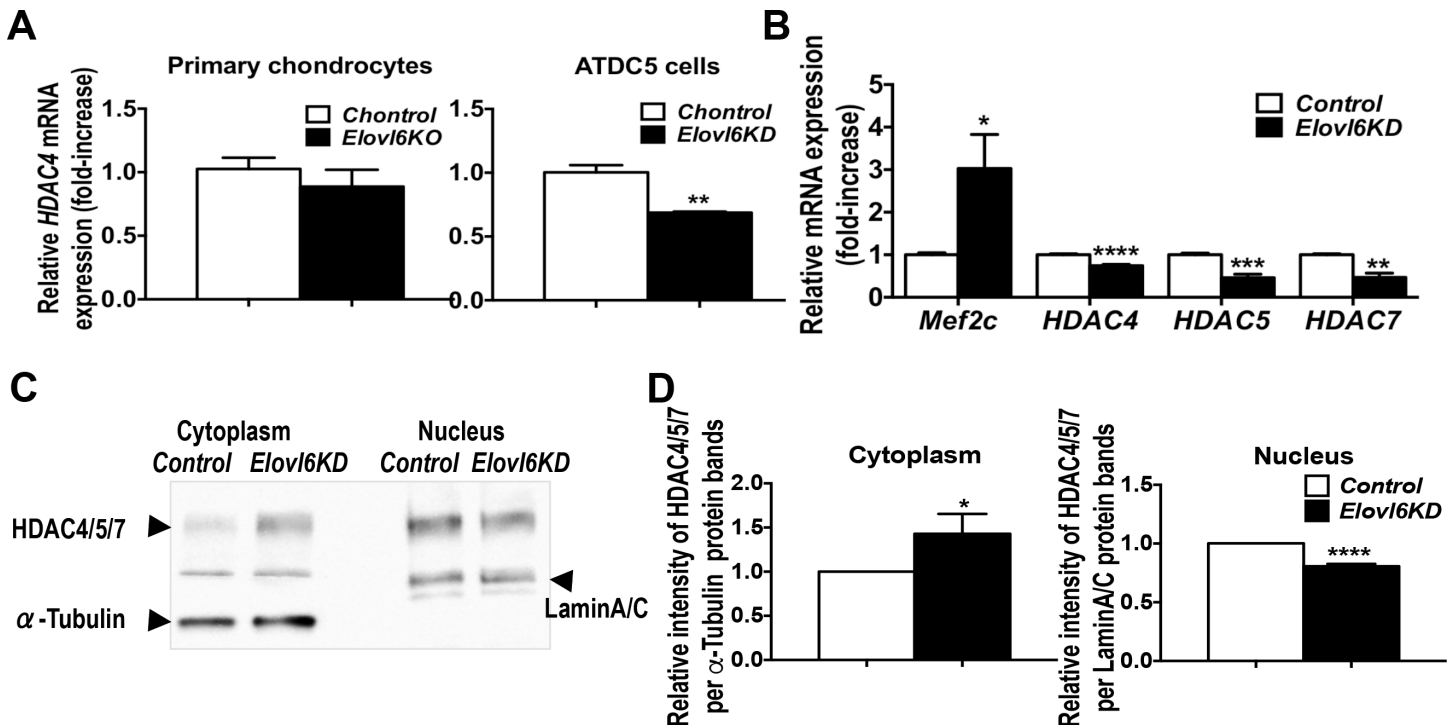 A
Primary chondrocytes
ATDC5 cells
Relative HDAC4 mRNA
expression (fold-increase)
1.5
1.0
0.5
0.0
Chontrol
Elovl6KO
1.5
1.0
0.5
0.0
Chontrol
Elovl6KD
**
B
Relative mRNA expression
(fold-increase)
5
4
3
2
1
0
Control
Elovl6KD
*
****
***
**
Mef2c
HDAC4
HDAC5
HDAC7
C
Cytoplasm
Nucleus
Control
Elovl6KD
Control
Elovl6KD
HDAC4/5/7
α-Tubulin
LaminA/C
D
Relative intensity of HDAC4/5/7
per α-Tubulin protein bands
Cytoplasm
2.0
1.5
1.0
0.5
0.0
*
Relative intensity of HDAC4/5/7
per LaminA/C protein bands
Nucleus
1.5
1.0
0.5
0.0
Control
Elovl6KD
****